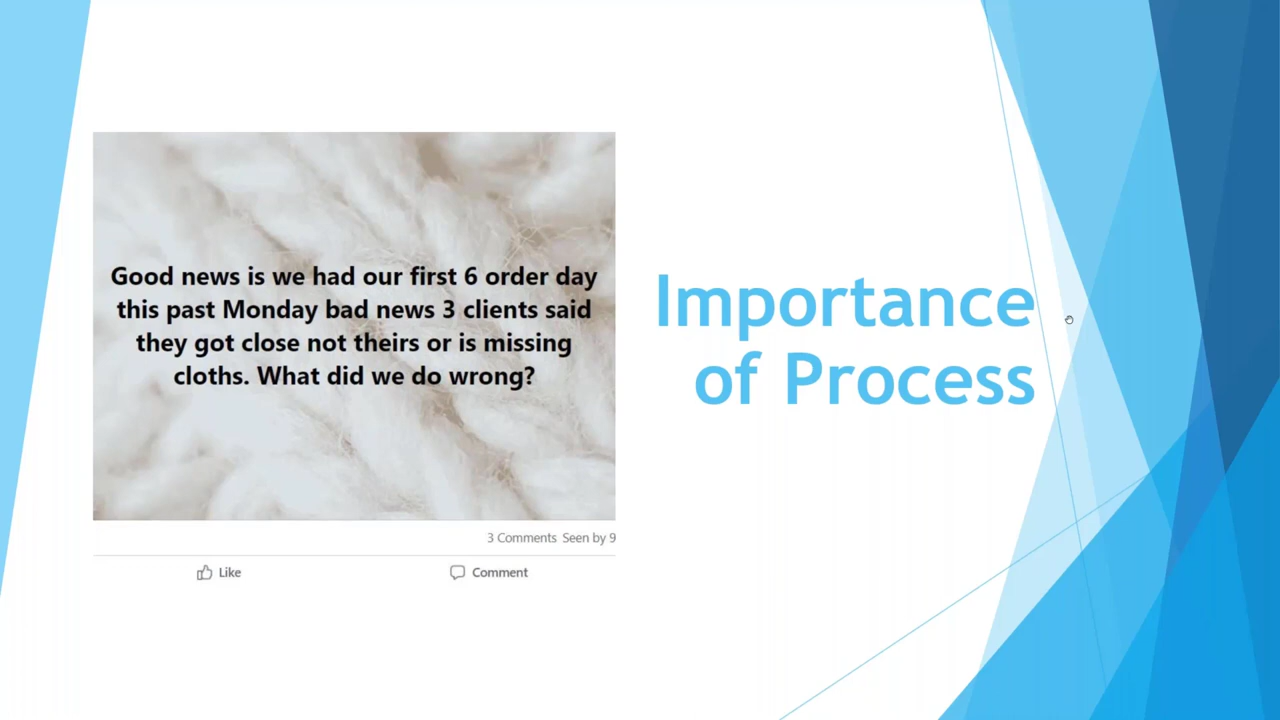 Good news is we had our first 6 order day
this past Monday bad news 3 clients said
they got close not theirs or is missing
cloths. What did we do wrong?
3 Comments Seen by 9
Like
Comment
Importance
of Process